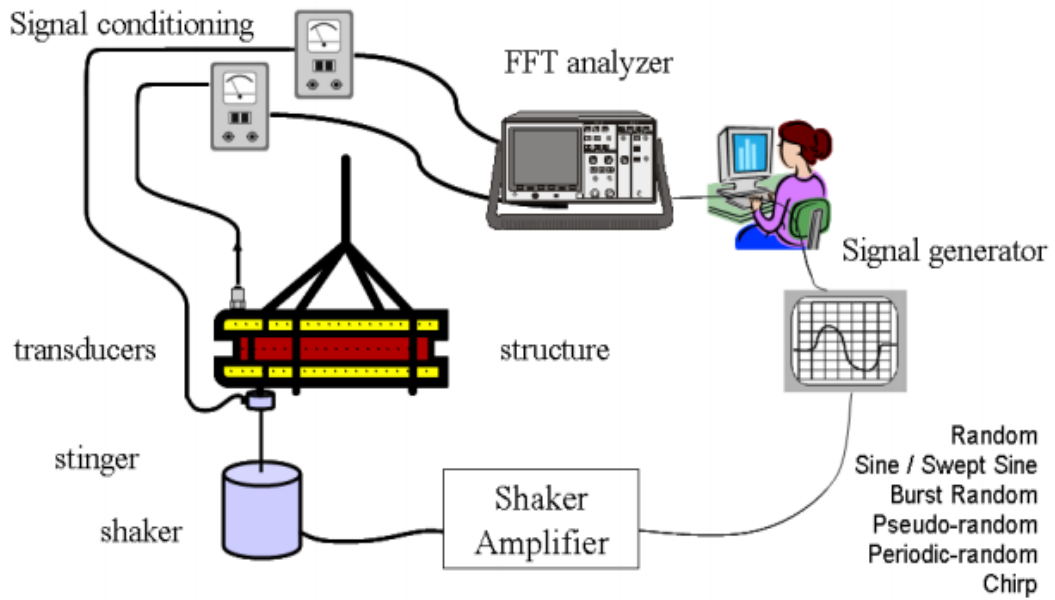 Signal conditioning
FFT analyzer
Signal generator
transducers
structure
stinger
shaker
Shaker
Amplifier
Random
Sine / Swept Sine
Burst Random
Pseudo-random
Periodic-random
Chirp